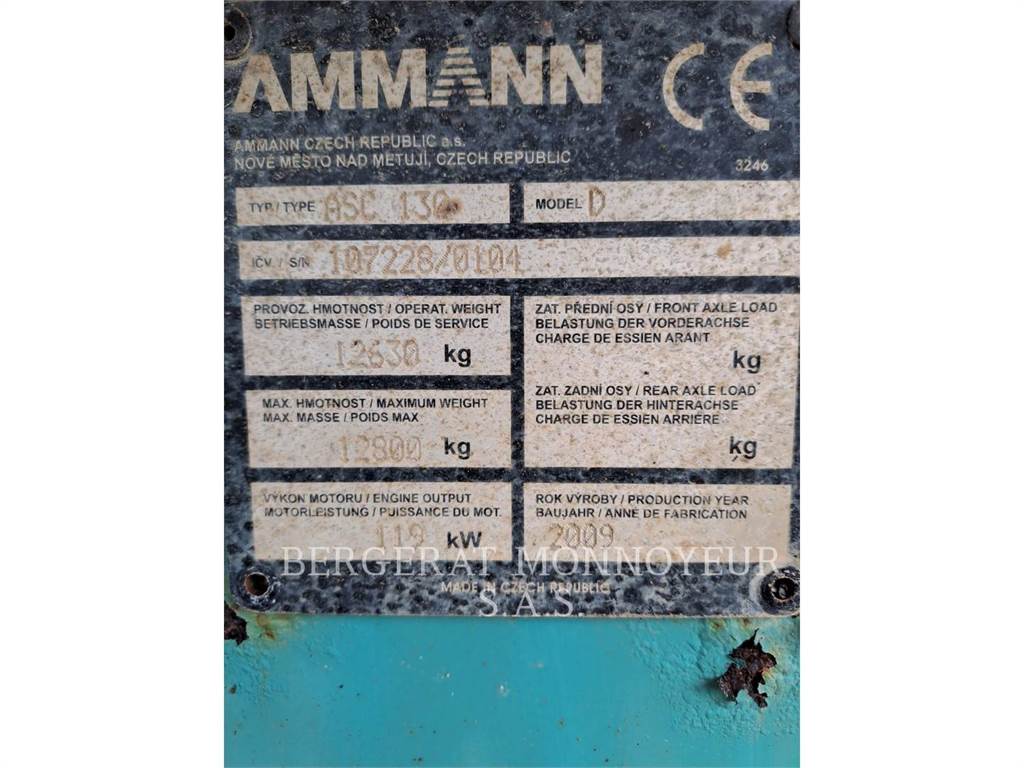 AMMANN CE
AMMANN CZECH REPUBLIC a.s.
NOVÉ MĚSTO NAD METUJÍ, CZECH REPUBLIC 3246
TYP / TYPE ASC 130 MODEL D
IČV / S/N 107228/0104
PROVOZ. HMOTNOST / OPERAT. WEIGHT
BETRIEBSMASSE / POIDS DE SERVICE
12630 kg
ZAT. PŘEDNÍ OSY / FRONT AXLE LOAD
BELASTUNG DER VORDERACHSE
CHARGE DE ESSIEN ARANT
kg
MAX. HMOTNOST / MAXIMUM WEIGHT
MAX. MASSE / POIDS MAX
12800 kg
ZAT. ZADNÍ OSY / REAR AXLE LOAD
BELASTUNG DER HINTERACHSE
CHARGE DE ESSIEN ARRIERE
kg
VÝKON MOTORU / ENGINE OUTPUT
MOTORLEISTUNG / PUISSANCE DU MOT.
119 kW
ROK VÝROBY / PRODUCTION YEAR
BAUJAHR / ANNE DE FABRICATION
2009
BERGERAT MONNOYEUR
S.A.S
MADE IN CZECH REPUBLIC